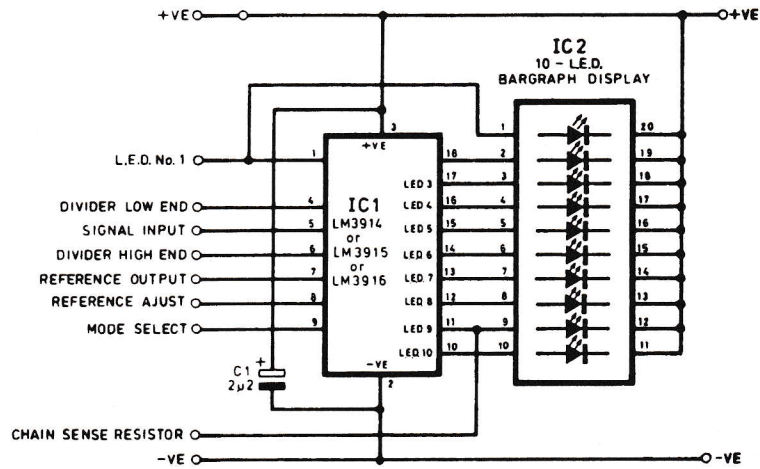 +VE
+VE
IC2
10 - L.E.D.
BARGRAPH DISPLAY
3
+VE
1
20
L.E.D. No. 1
1
18
2
19
17
LED 3
3
18
DIVIDER LOW END
4
IC1
LED 4
16
4
17
SIGNAL INPUT
5
LM3914
or
LM3915
or
LM3916
LED 5
15
5
16
DIVIDER HIGH END
6
LED 6
14
6
15
REFERENCE OUTPUT
7
LED 7
13
7
14
REFERENCE AJUST
8
LED 8
12
8
13
MODE SELECT
9
LED 9
11
9
12
LED 10
10
10
11
-VE
2
+
C1
2µ2
CHAIN SENSE RESISTOR
-VE
-VE